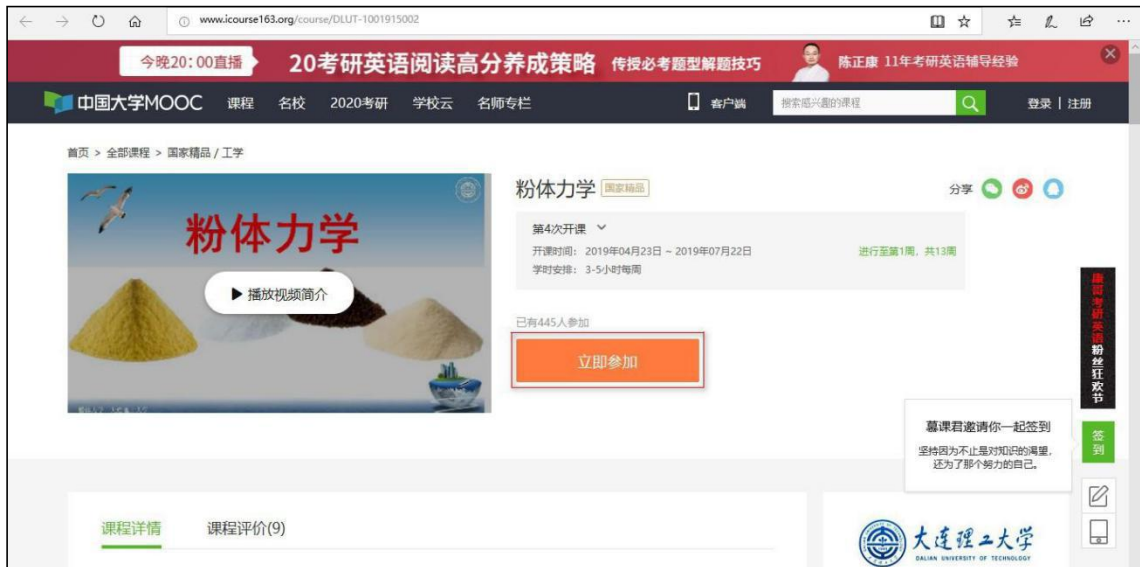 www.icourse163.org/course/DLUT-1001915002
今晚20:00直播 20考研英语阅读高分养成策略 传授必考题型解题技巧 陈正康 11年考研英语辅导经验
中国大学MOOC 课程 名校 2020考研 学校云 名师专栏 客户端 搜索感兴趣的课程 登录 | 注册
首页 > 全部课程 > 国家精品 / 工学
粉体力学
播放视频简介
粉体力学 国家精品 分享
第4次开课
开课时间: 2019年04月23日 ~ 2019年07月22日 进行至第1周, 共13周
学时安排: 3-5小时每周
已有445人参加
立即参加
康哥考研英语粉丝狂欢节
慕课君邀请你一起签到
坚持因为不止是对知识的渴望,
还为了那个努力的自己。
签到
课程详情 课程评价(9)
大连理工大学
DALIAN UNIVERSITY OF TECHNOLOGY